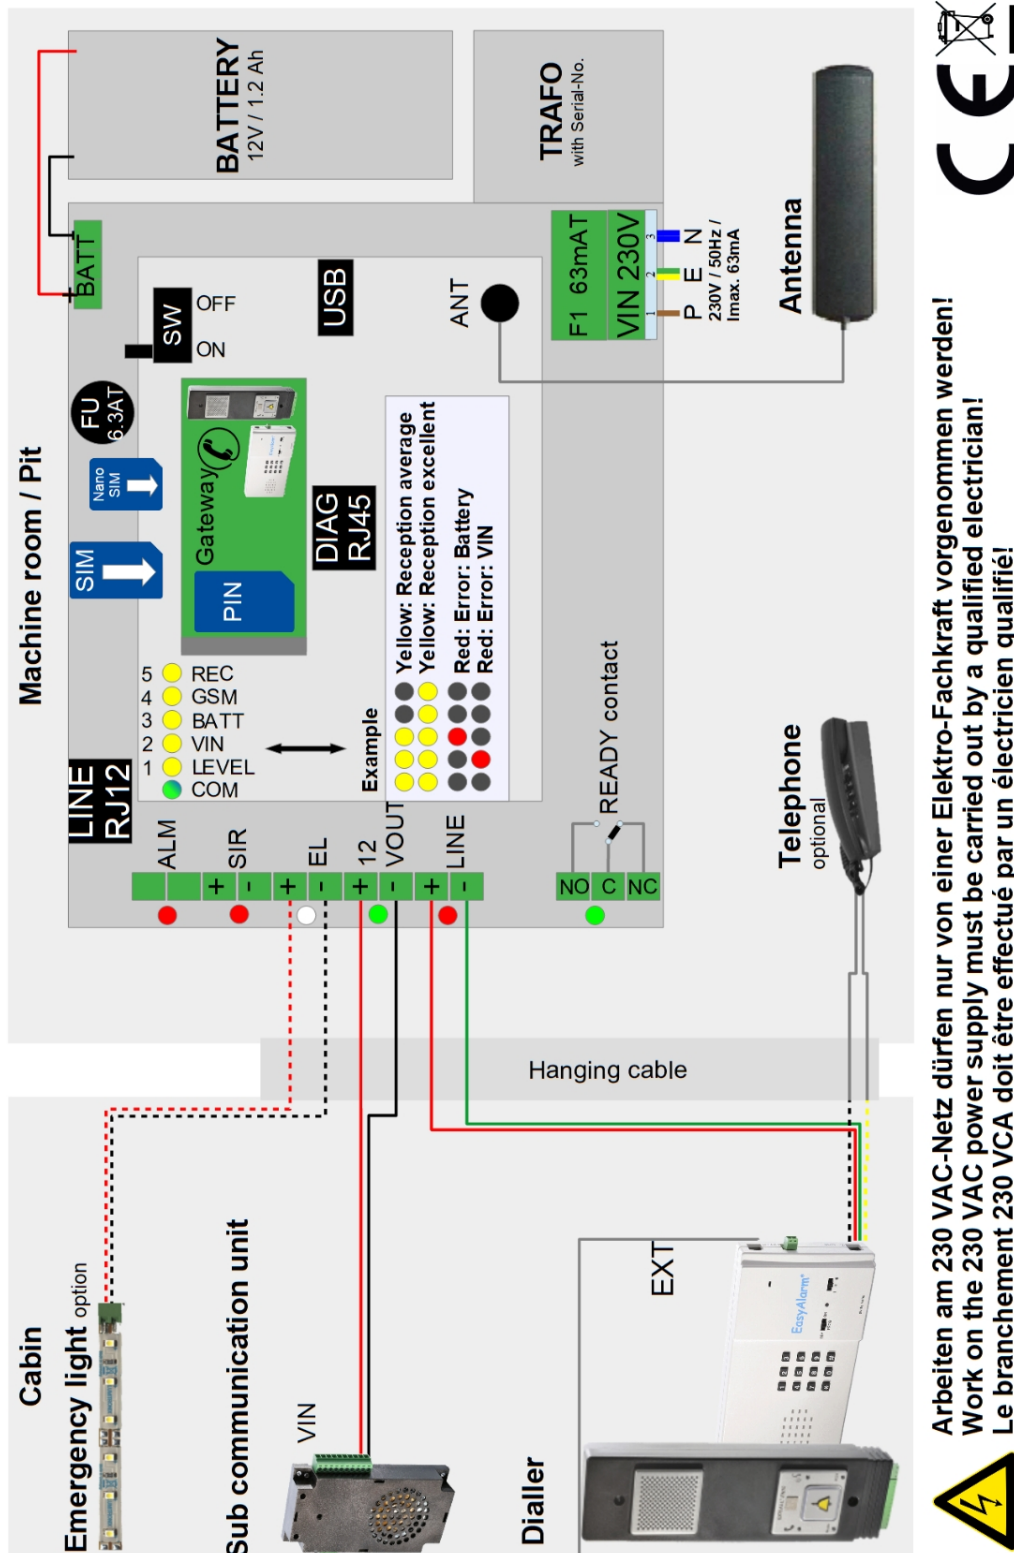 Machine room / Pit
BATTERY
12V / 1.2 Ah
TRAFO
with Serial-No.
+ -
BATT
FU
6.3AT
Nano
SIM
SIM
LINE
RJ12
SW
OFF
ON
USB
ANT
F1 63mAT
VIN 230V
1 2 3
P E N
230V / 50Hz /
Imax. 63mA
Antenna
Gateway
PIN
DIAG
RJ45
5 REC
4 GSM
3 BATT
2 VIN
1 LEVEL
COM
Example
Yellow: Reception average
Yellow: Reception excellent
Red: Error: Battery
Red: Error: VIN
ALM
+ - SIR
+ - EL
+ - 12 VOUT
+ - LINE
NO C NC
READY contact
Telephone
optional
Hanging cable
Cabin
Emergency light option
Sub communication unit
VIN
Dialler
EXT
EasyAlarm
CE
Arbeiten am 230 VAC-Netz dürfen nur von einer Elektro-Fachkraft vorgenommen werden!
Work on the 230 VAC power supply must be carried out by a qualified electrician!
Le branchement 230 VCA doit être effectué par un électricien qualifié!